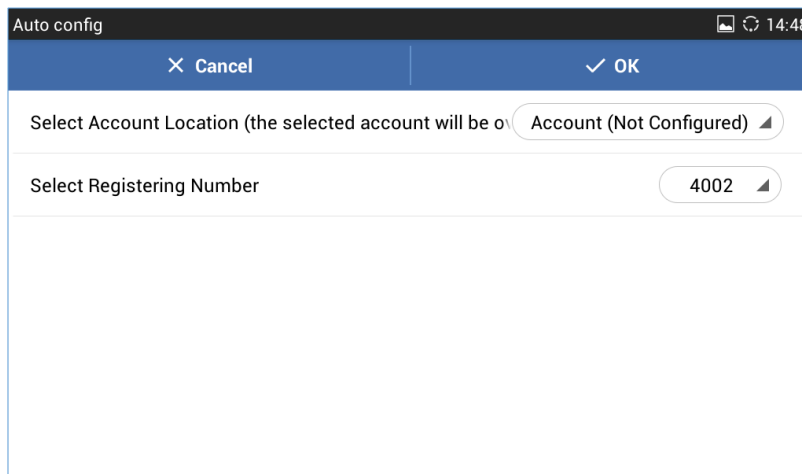 Auto config 14:48
Cancel OK
Select Account Location (the selected account will be Account (Not Configured)
Select Registering Number 4002